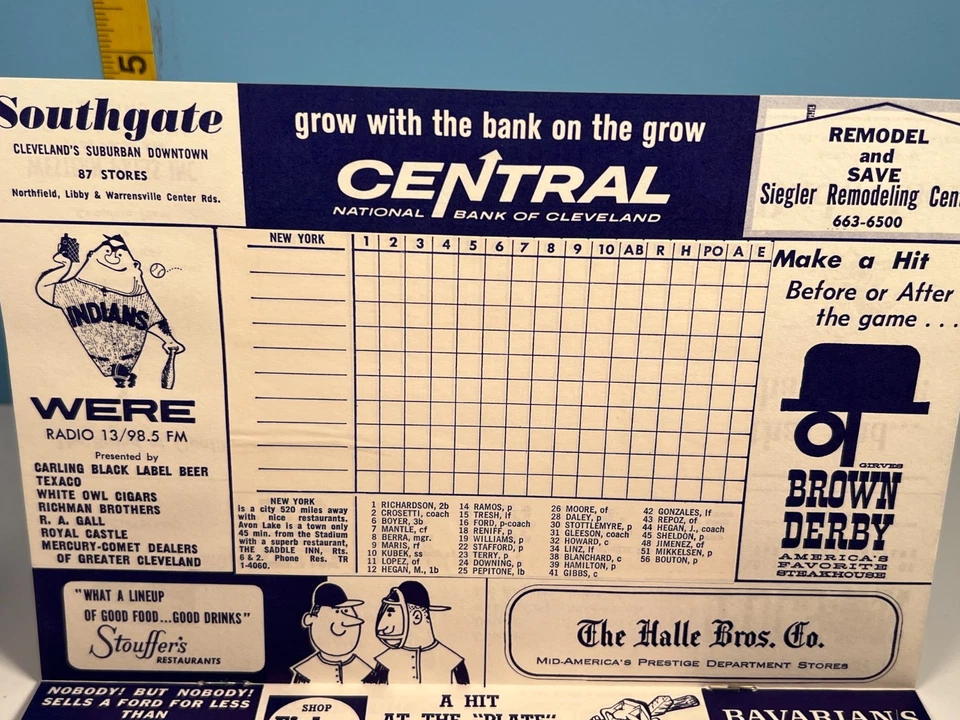 5
Southgate
CLEVELAND'S SUBURBAN DOWNTOWN
87 STORES
Northfield, Libby & Warrensville Center Rds.
grow with the bank on the grow
CENTRAL
NATIONAL BANK OF CLEVELAND
REMODEL
and
SAVE
Siegler Remodeling Cen
663-6500
INDIANS
WERE
RADIO 13/98.5 FM
Presented by
CARLING BLACK LABEL BEER
TEXACO
WHITE OWL CIGARS
RICHMAN BROTHERS
R. A. GALL
ROYAL CASTLE
MERCURY-COMET DEALERS
OF GREATER CLEVELAND
NEW YORK 1 2 3 4 5 6 7 8 9 10 AB R H PO A E
NEW YORK
is a city 520 miles away
with nice restaurants.
Avon Lake is a town only
45 min. from the Stadium
with a superb restaurant,
THE SADDLE INN, Rts.
6 & 2. Phone Res. TR
1-4060.
1 RICHARDSON, 2b
2 CROSETTI, coach
6 BOYER, 3b
7 MANTLE, cf
8 BERRA, mgr.
9 MARIS, rf
10 KUBEK, ss
11 LOPEZ, of
12 HEGAN, M., 1b
14 RAMOS, p
15 TRESH, lf
16 FORD, p-coach
18 RENIFF, p
19 WILLIAMS, p
22 STAFFORD, p
23 TERRY, p
24 DOWNING, p
25 PEPITONE, lb
26 MOORE, of
28 DALEY, p
30 STOTTLEMYRE, p
31 GLEESON, coach
32 HOWARD, c
34 LINZ, If
38 BLANCHARD, c
39 HAMILTON, p
41 GIBBS, c
42 GONZALES, If
43 REPOZ, of
44 HEGAN, J., coach
45 SHELDON, p
48 JIMENEZ, of
51 MIKKELSEN, p
56 BOUTON, p
Make a Hit
Before or After
the game . . .
GIRVES
BROWN
DERBY
AMERICA'S
FAVORITE
STEAKHOUSE
"WHAT A LINEUP
OF GOOD FOOD...GOOD DRINKS"
Stouffer's
RESTAURANTS
The Halle Bros. Co.
MID-AMERICA'S PRESTIGE DEPARTMENT STORES
NOBODY! BUT NOBODY!
SELLS A FORD FOR LESS
THAN
SHOP
A HIT
AT THE "PLATE"
BAVARIAN'S